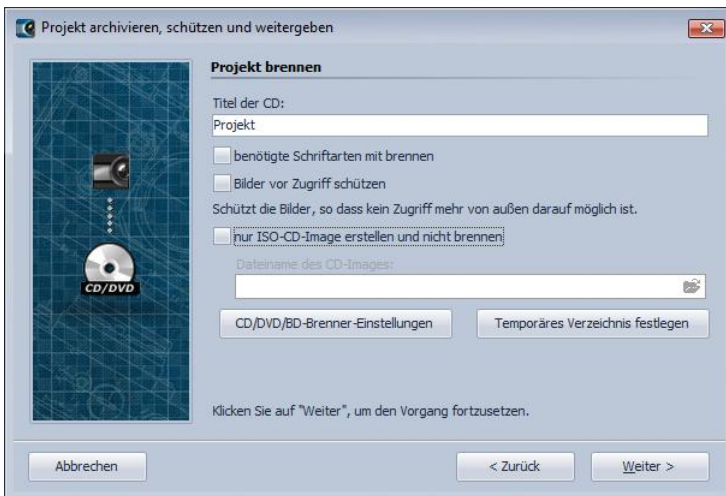 Projekt archivieren, schützen und weitergeben
Projekt brennen
Titel der CD:
Projekt
benötigte Schriftarten mit brennen
Bilder vor Zugriff schützen
Schützt die Bilder, so dass kein Zugriff mehr von außen darauf möglich ist.
nur ISO-CD-Image erstellen und nicht brennen
Dateiname des CD-Images:
CD/DVD
CD/DVD/BD-Brenner-Einstellungen Temporäres Verzeichnis festlegen
Klicken Sie auf "Weiter", um den Vorgang fortzusetzen.
Abbrechen < Zurück Weiter >